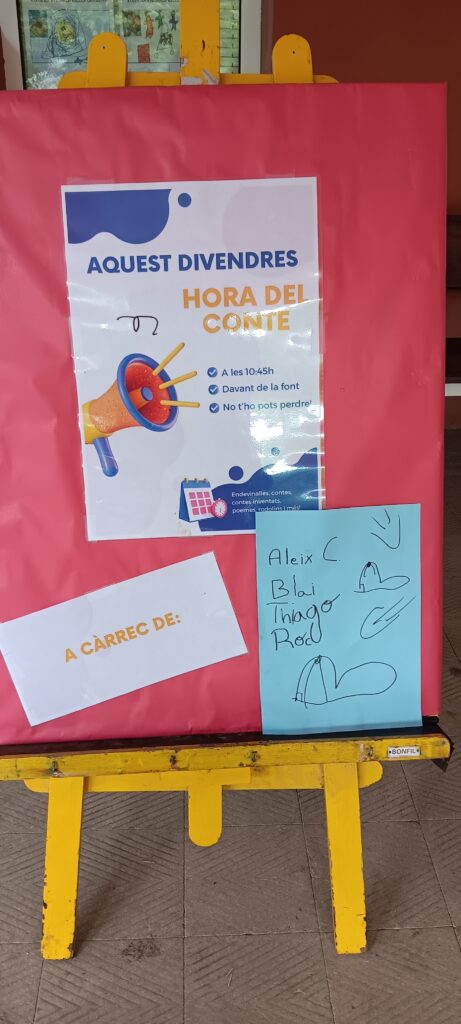 AQUEST DIVENDRES
HORA DEL
CONTE
A les 10:45h
Davant de la font
No t'ho pots perdre!
Endevinalles, contes,
contes inventats,
poemes, rodolins i més!
A CÀRREC DE:
Aleix C
Blai
Thiago
Roc
BONFIL